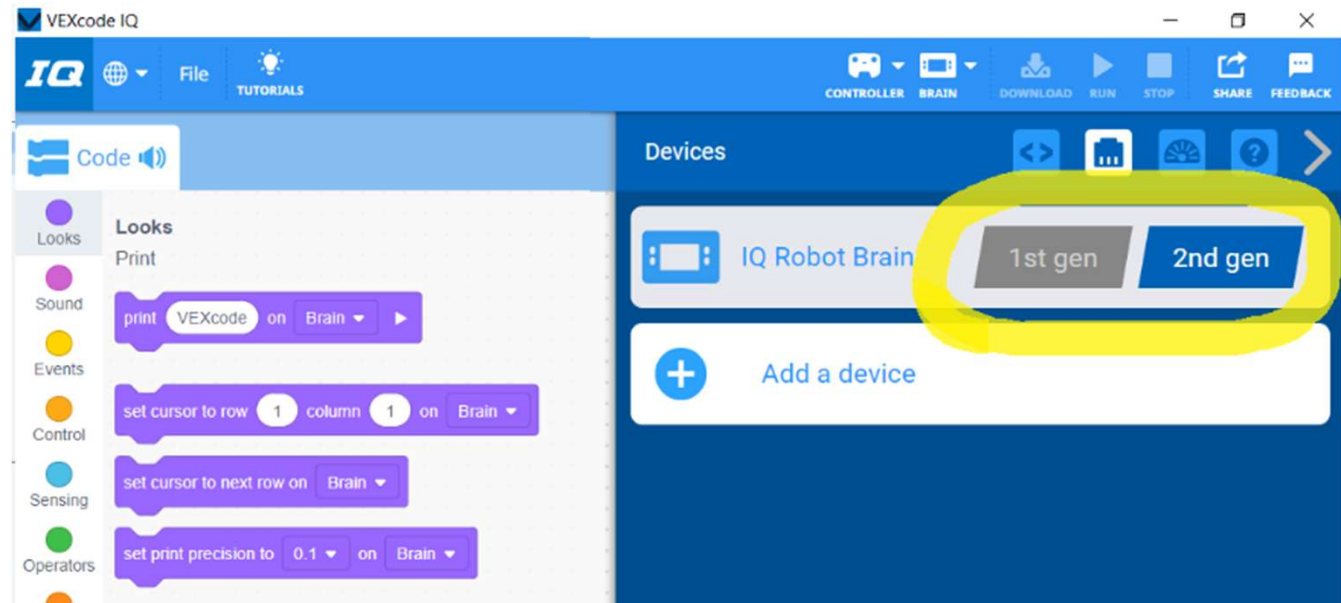 VEXcode IQ
IQ File TUTORIALS CONTROLLER BRAIN DOWNLOAD RUN STOP SHARE FEEDBACK
Code
Devices
Looks
Sound
Events
Control
Sensing
Operators
Looks
Print
print VEXcode on Brain
set cursor to row 1 column 1 on Brain
set cursor to next row on Brain
set print precision to 0.1 on Brain
IQ Robot Brain 1st gen 2nd gen
Add a device